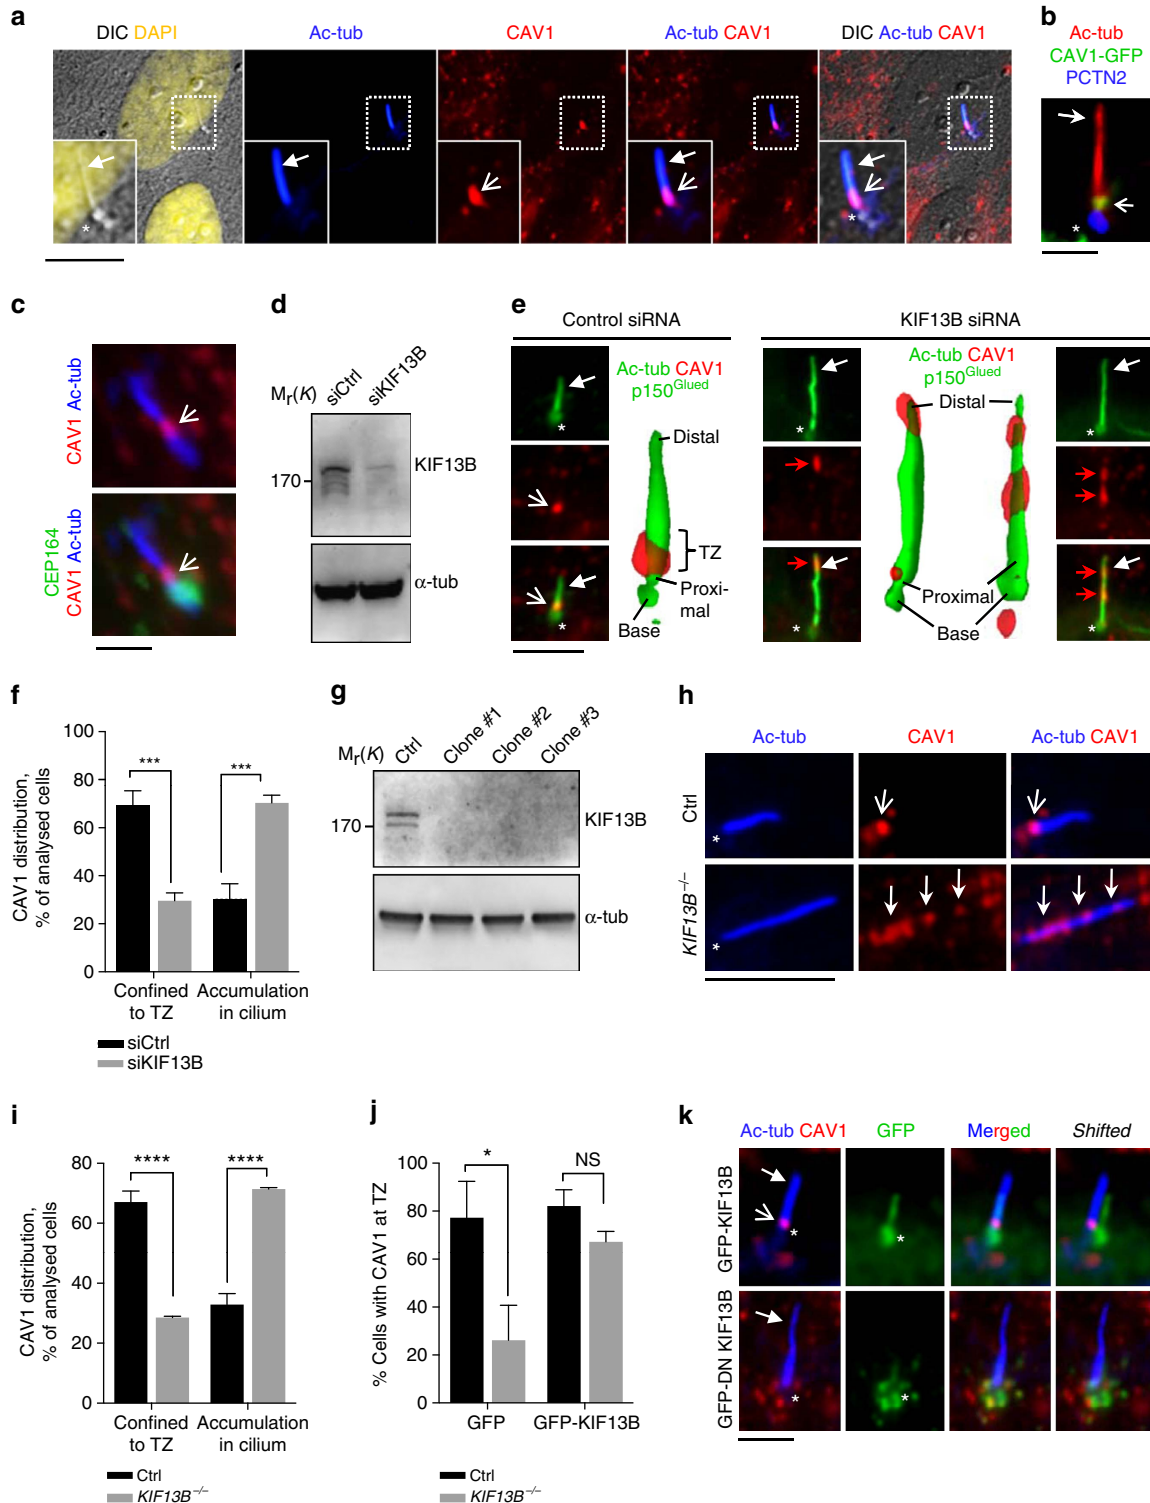 a
DIC DAPI
Ac-tub
CAV1
Ac-tub CAV1
DIC Ac-tub CAV1
*
*
b
Ac-tub
CAV1-GFP
PCTN2
*
c
CAV1 Ac-tub
CEP164
CAV1 Ac-tub
d
Mr(K)
siCtrl
siKIF13B
170
KIF13B
α-tub
e
Control siRNA
KIF13B siRNA
Ac-tub CAV1
p150Glued
Distal
TZ
Proxi-
mal
Base
*
*
Ac-tub CAV1
p150Glued
Distal
Proximal
Base
*
*
*
*
f
CAV1 distribution,
% of analysed cells
100
80
60
40
20
0
***
***
Confined
to TZ
Accumulation
in cilium
siCtrl
siKIF13B
g
Mr(K)
Ctrl
Clone #1
Clone #2
Clone #3
170
KIF13B
α-tub
h
Ac-tub
CAV1
Ac-tub CAV1
Ctrl
*
KIF13B−/−
*
i
CAV1 distribution,
% of analysed cells
80
60
40
20
0
****
****
Confined
to TZ
Accumulation
in cilium
Ctrl
KIF13B−/−
j
% Cells with CAV1 at TZ
100
80
60
40
20
0
*
NS
GFP
GFP-KIF13B
Ctrl
KIF13B−/−
k
Ac-tub CAV1
GFP
Merged
Shifted
GFP-KIF13B
*
*
GFP-DN KIF13B
*
*